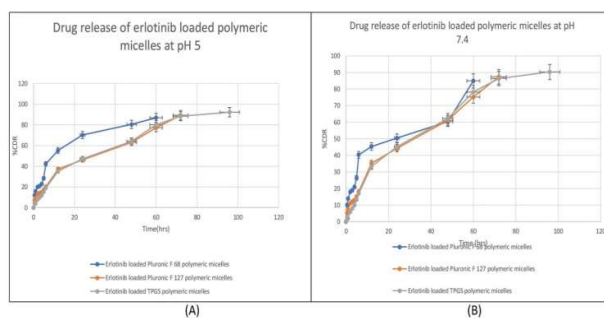 Drug release of erlotinib loaded polymeric
micelles at pH 5
%CDR
120
100
80
60
40
20
0
0 20 40 60 80 100 120
Time(hrs)
Erlotinib loaded Pluronic F 68 polymeric micelles
Erlotinib loaded Pluronic F 127 polymeric micelles
Erlotinib loaded TPGS polymeric micelles
(A)
Drug release of erlotinib loaded polymeric micelles at pH
7.4
%CDR
100
90
80
70
60
50
40
30
20
10
0
0 20 40 60 80 100 120
Time(hrs)
Erlotinib loaded Pluronic F 68 polymeric micelles
Erlotinib loaded Pluronic F 127 polymeric micelles
Erlotinib loaded TPGS polymeric micelles
(B)